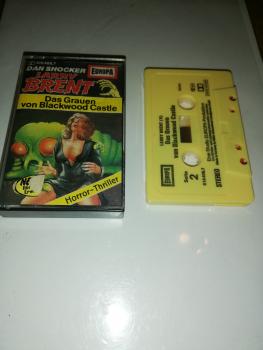 DAN SHOCKER
EUROPA
LARRY
BRENT
Das Grauen
von Blackwood Castle
Horror-Thriller
LARRY BRENT
Das Grauen
von Blackwood Castle
EUROPA
Seite
2
STEREO